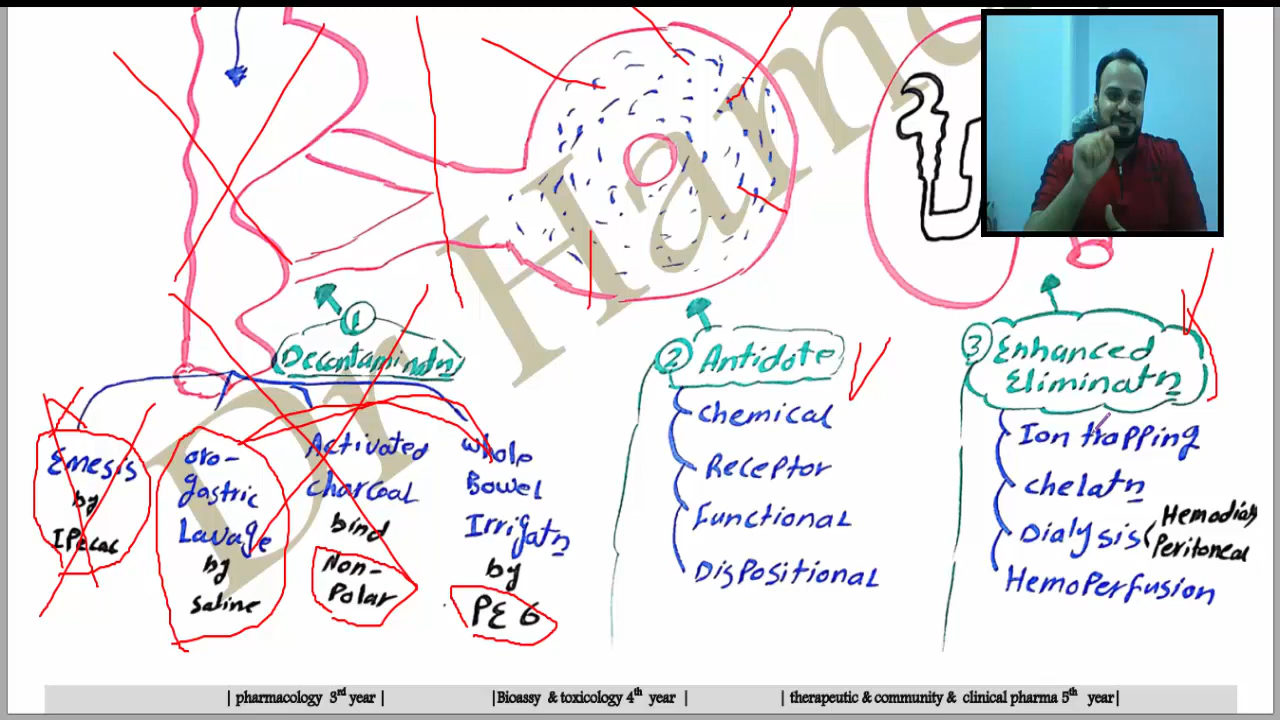 Dr Hamd
①
Decontaminatn
Emesis
by
IPecac
oro-
gastric
Lavage
by
Saline
Activated
charcoal
bind
Non-
Polar
whole
Bowel
Irrigatn
by
PEG
② Antidote
chemical
Receptor
Functional
Dispositional
③ Enhanced
Eliminatn
Ion trapping
chelatn
Dialysis
Hemodialysis
Peritoneal
HemoPerfusion
| pharmacology 3rd year |
|Bioassy & toxicology 4th year |
| therapeutic & community & clinical pharma 5th year|